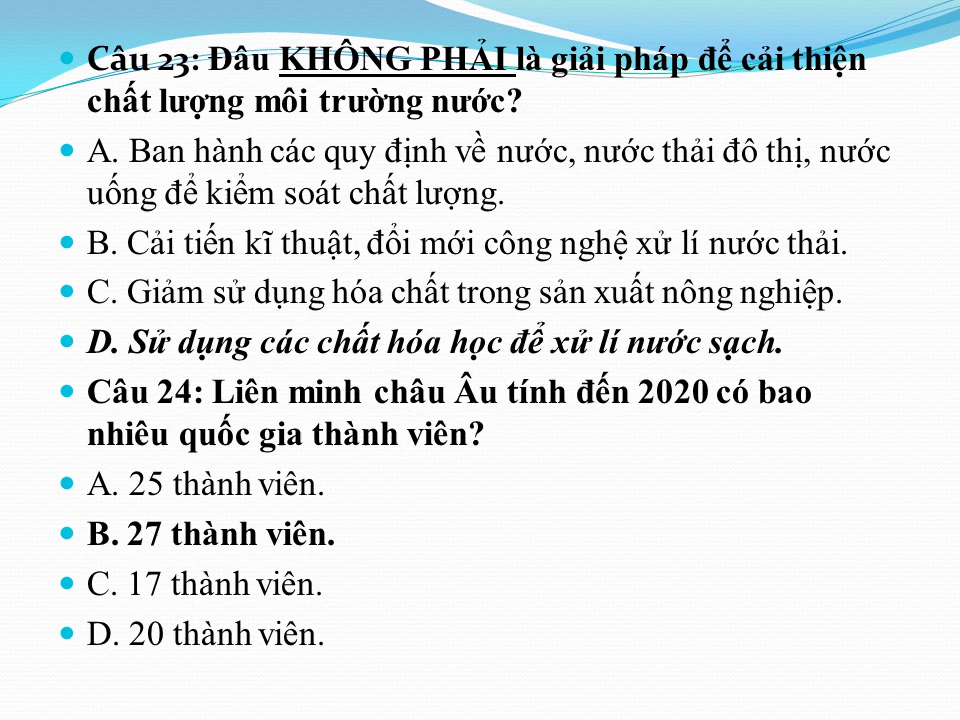 Câu 23: Đâu KHÔNG PHẢI là giải pháp để cải thiện
chất lượng môi trường nước?
A. Ban hành các quy định về nước, nước thải đô thị, nước
uống để kiểm soát chất lượng.
B. Cải tiến kĩ thuật, đổi mới công nghệ xử lí nước thải.
C. Giảm sử dụng hóa chất trong sản xuất nông nghiệp.
D. Sử dụng các chất hóa học để xử lí nước sạch.
Câu 24: Liên minh châu Âu tính đến 2020 có bao
nhiêu quốc gia thành viên?
A. 25 thành viên.
B. 27 thành viên.
C. 17 thành viên.
D. 20 thành viên.